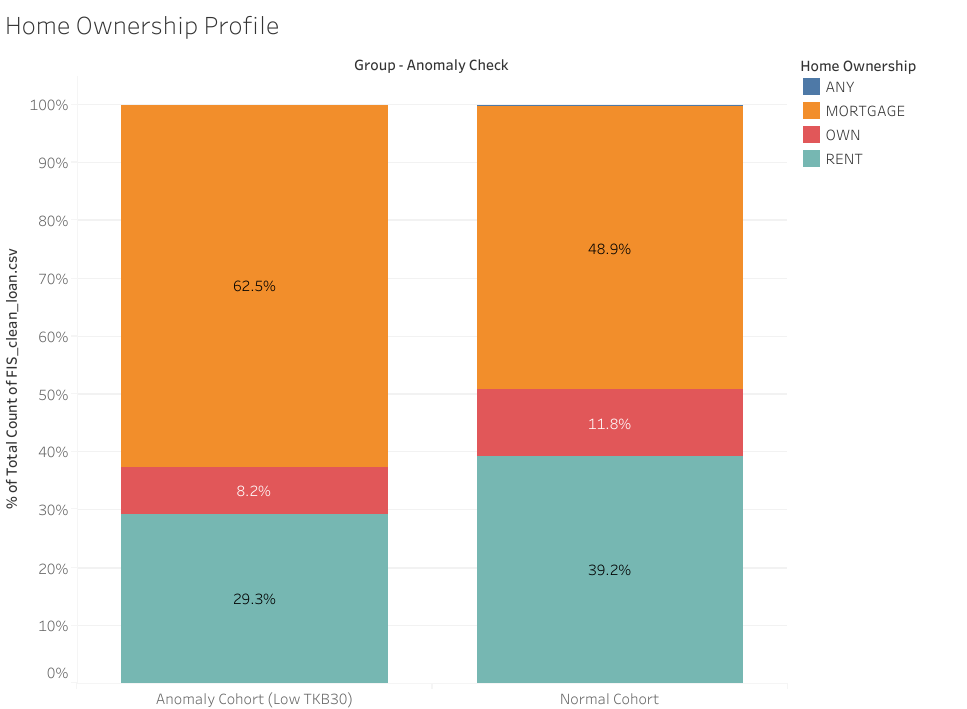 Home Ownership Profile
Group - Anomaly Check
Home Ownership
ANY
MORTGAGE
OWN
RENT
% of Total Count of FIS_clean_loan.csv
100%
90%
80%
70%
60%
50%
40%
30%
20%
10%
0%
62.5%
8.2%
29.3%
48.9%
11.8%
39.2%
Anomaly Cohort (Low TKB30)
Normal Cohort